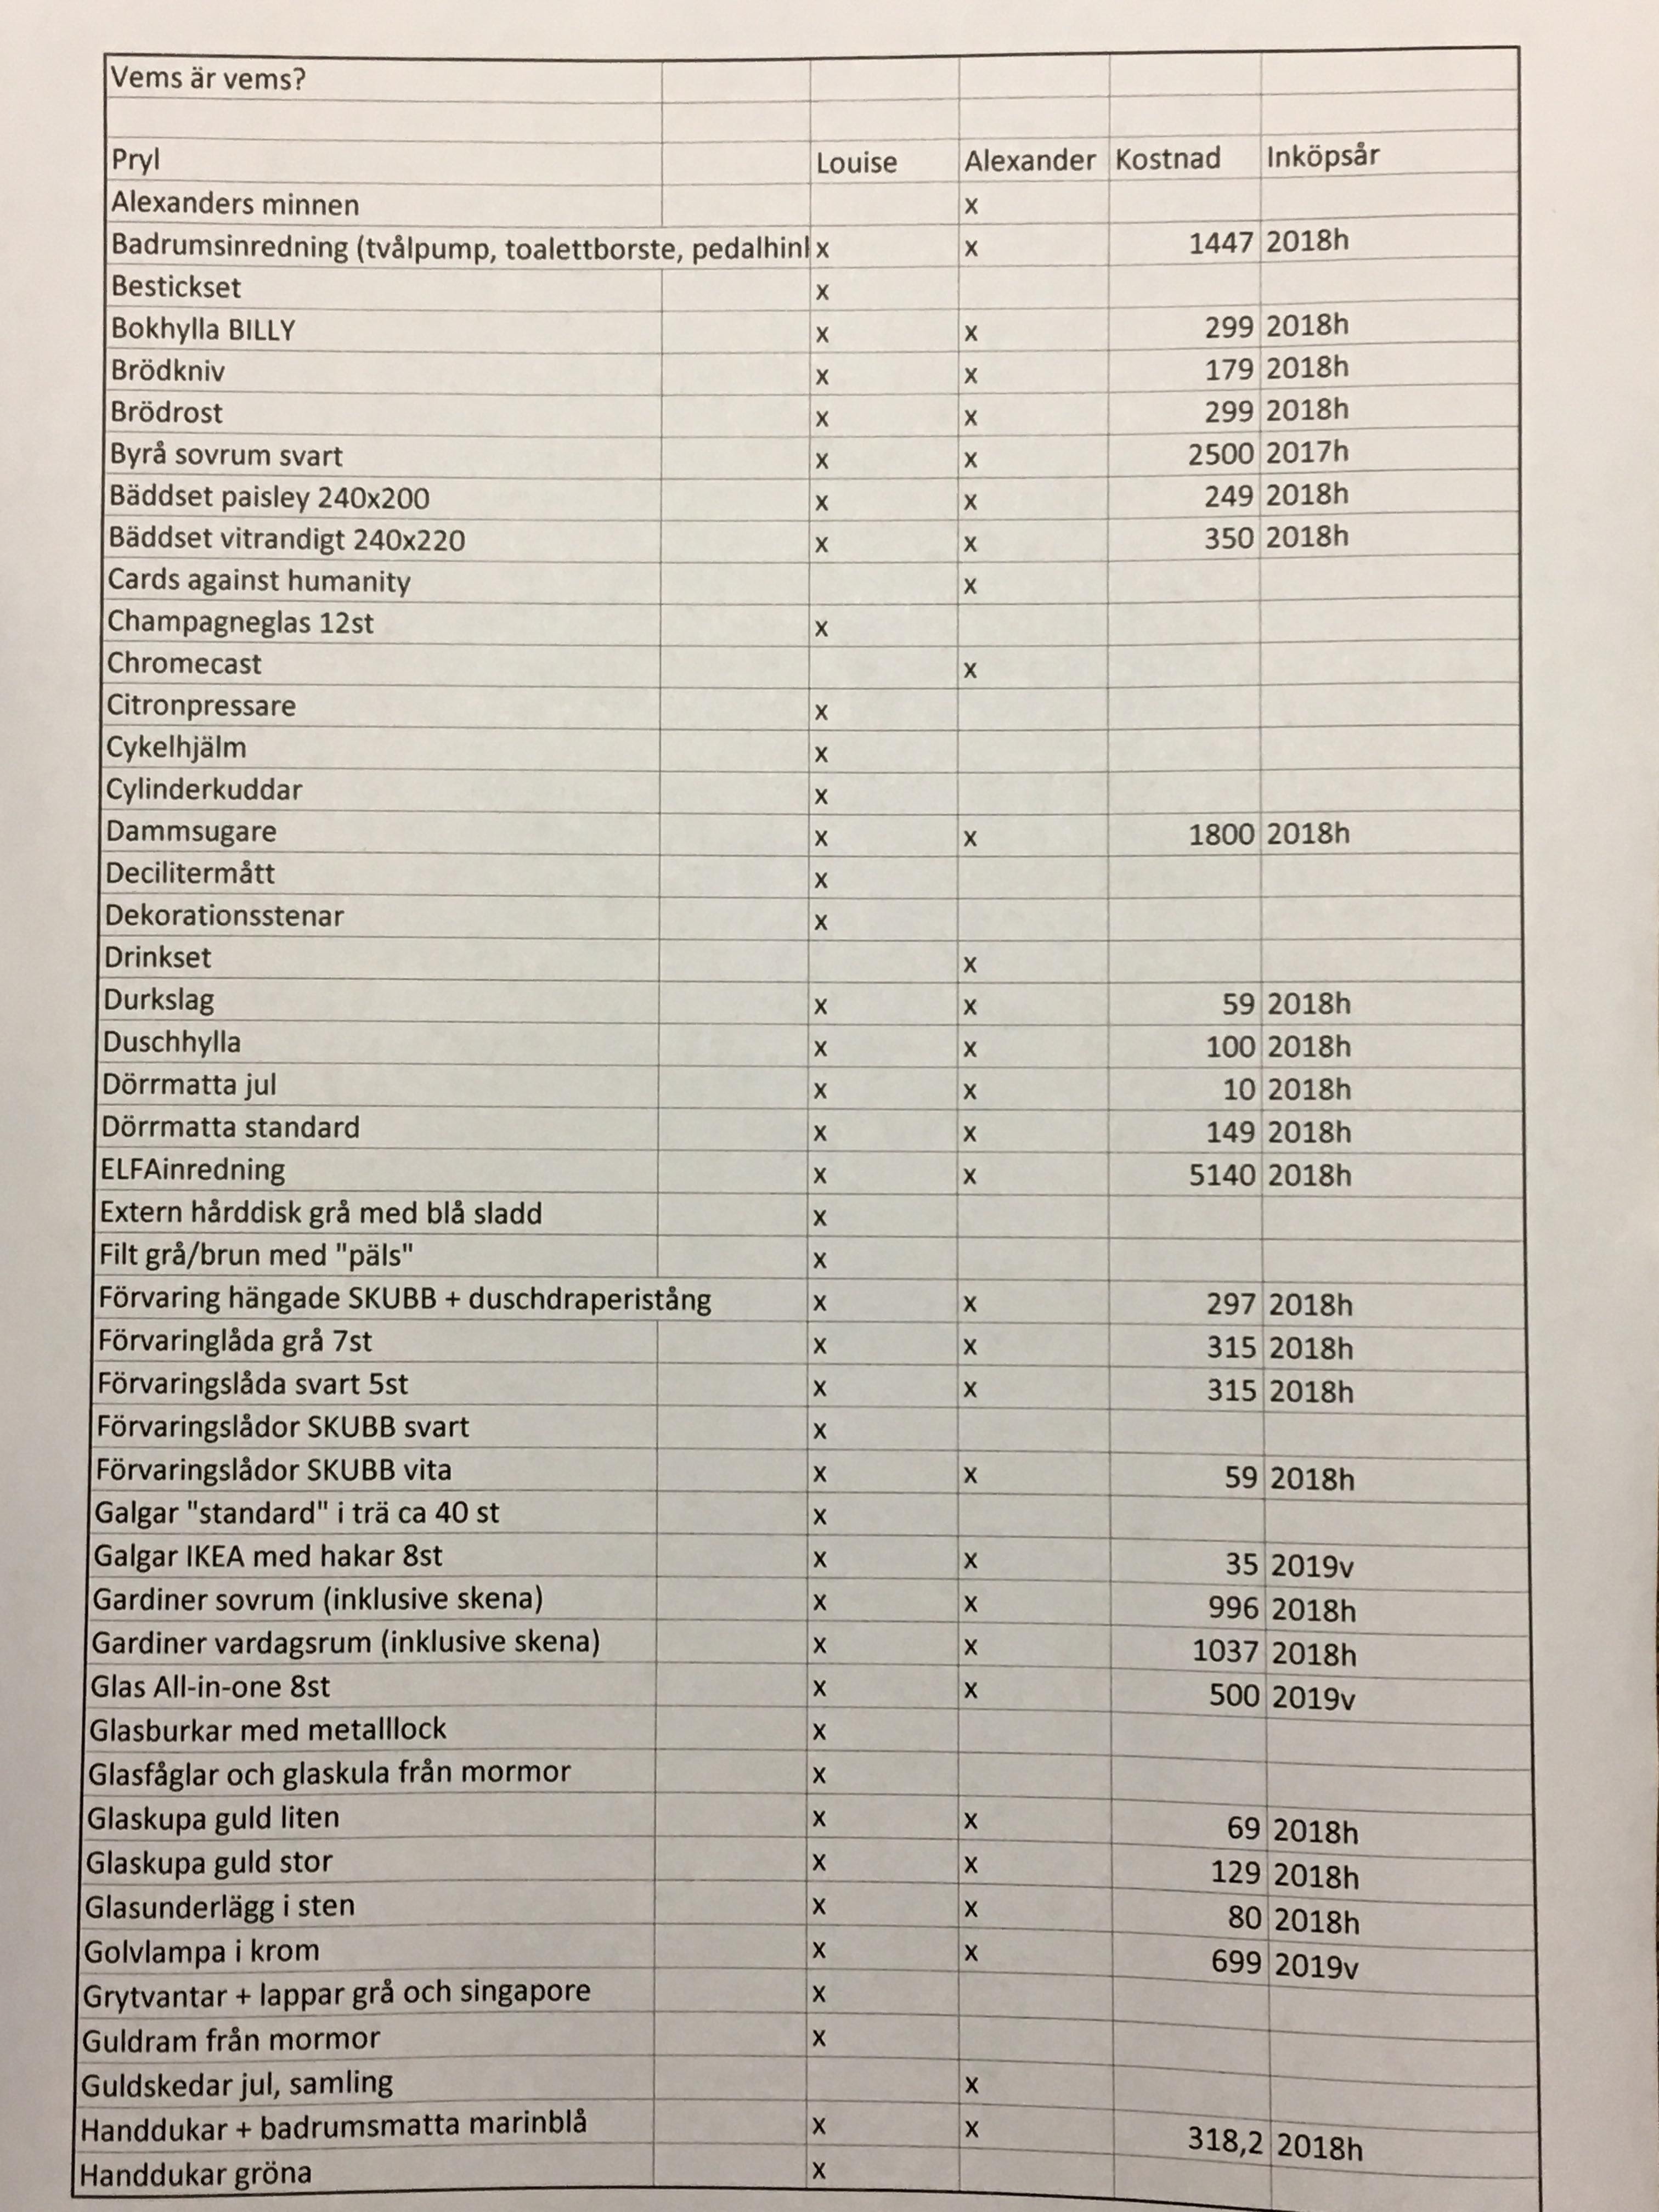 Vems är vems?
Pryl Louise Alexander Kostnad Inköpsår
Alexanders minnen x
Badrumsinredning (tvålpump, toalettborste, pedalhinl x x 1447 2018h
Bestickset x
Bokhylla BILLY x x 299 2018h
Brödkniv x x 179 2018h
Brödrost x x 299 2018h
Byrå sovrum svart x x 2500 2017h
Bäddset paisley 240x200 x x 249 2018h
Bäddset vitrandigt 240x220 x x 350 2018h
Cards against humanity x
Champagneglas 12st x
Chromecast x
Citronpressare x
Cykelhjälm x
Cylinderkuddar x
Dammsugare x x 1800 2018h
Decilitermått x
Dekorationsstenar x
Drinkset x
Durkslag x x 59 2018h
Duschhylla x x 100 2018h
Dörrmatta jul x x 10 2018h
Dörrmatta standard x x 149 2018h
ELFAinredning x x 5140 2018h
Extern hårddisk grå med blå sladd x
Filt grå/brun med "päls" x
Förvaring hängade SKUBB + duschdraperistång x x 297 2018h
Förvaringlåda grå 7st x x 315 2018h
Förvaringslåda svart 5st x x 315 2018h
Förvaringslådor SKUBB svart x
Förvaringslådor SKUBB vita x x 59 2018h
Galgar "standard" i trä ca 40 st x
Galgar IKEA med hakar 8st x x 35 2019v
Gardiner sovrum (inklusive skena) x x 996 2018h
Gardiner vardagsrum (inklusive skena) x x 1037 2018h
Glas All-in-one 8st x x 500 2019v
Glasburkar med metalllock x
Glasfåglar och glaskula från mormor x
Glaskupa guld liten x x 69 2018h
Glaskupa guld stor x x 129 2018h
Glasunderlägg i sten x x 80 2018h
Golvlampa i krom x x 699 2019v
Grytvantar + lappar grå och singapore x
Guldram från mormor x
Guldskedar jul, samling x
Handdukar + badrumsmatta marinblå x x 318,2 2018h
Handdukar gröna x